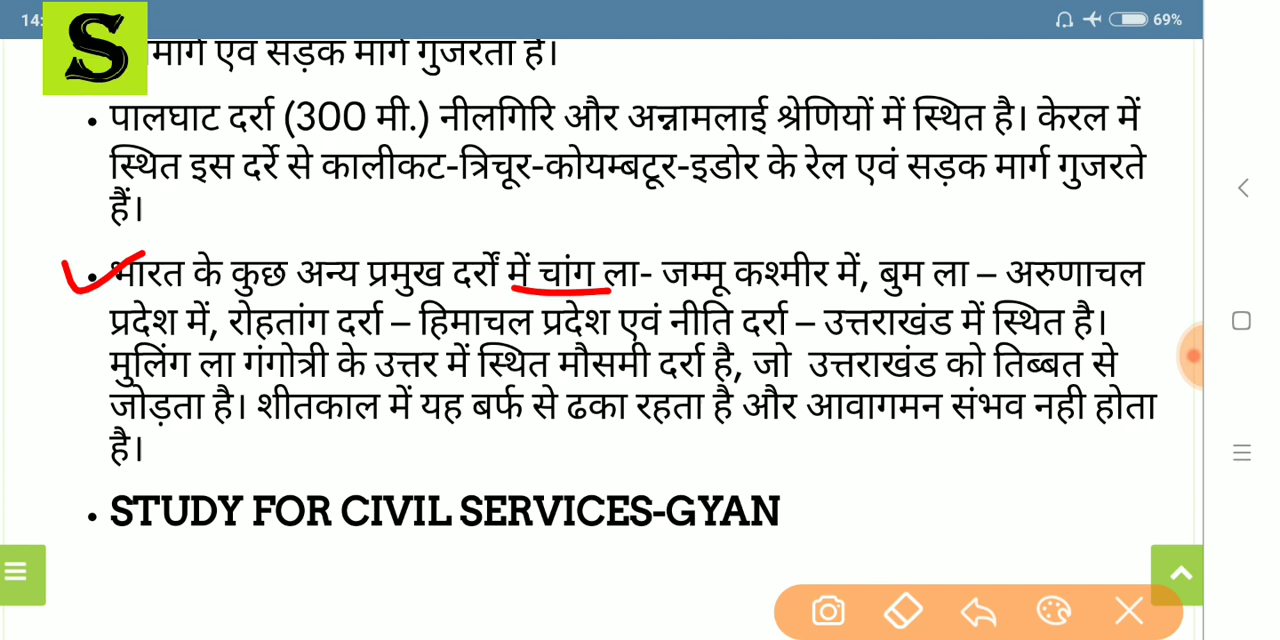 14:
69%
S
मार्ग एवं सड़क मार्ग गुजरता है।
• पालघाट दर्रा (300 मी.) नीलगिरि और अन्नामलाई श्रेणियों में स्थित है। केरल में
स्थित इस दर्रे से कालीकट-त्रिचूर-कोयम्बटूर-इडोर के रेल एवं सड़क मार्ग गुजरते
हैं।
• भारत के कुछ अन्य प्रमुख दर्रों में चांग ला- जम्मू कश्मीर में, बुम ला – अरुणाचल
प्रदेश में, रोहतांग दर्रा – हिमाचल प्रदेश एवं नीति दर्रा – उत्तराखंड में स्थित है।
मुलिंग ला गंगोत्री के उत्तर में स्थित मौसमी दर्रा है, जो उत्तराखंड को तिब्बत से
जोड़ता है। शीतकाल में यह बर्फ से ढका रहता है और आवागमन संभव नही होता
है।
• STUDY FOR CIVIL SERVICES-GYAN